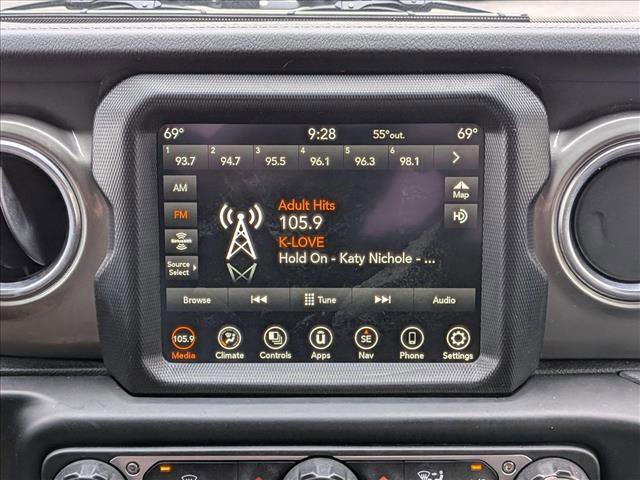 69° 9:28 55°out. 69°
1 93.7 2 94.7 3 95.5 4 96.1 5 96.3 6 98.1
AM
Map
FM
Adult Hits
105.9
HD
SiriusXM
K-LOVE
Source Select
Hold On - Katy Nichole - ...
Browse Tune Audio
105.9 U SE
Media Climate Controls Apps Nav Phone Settings